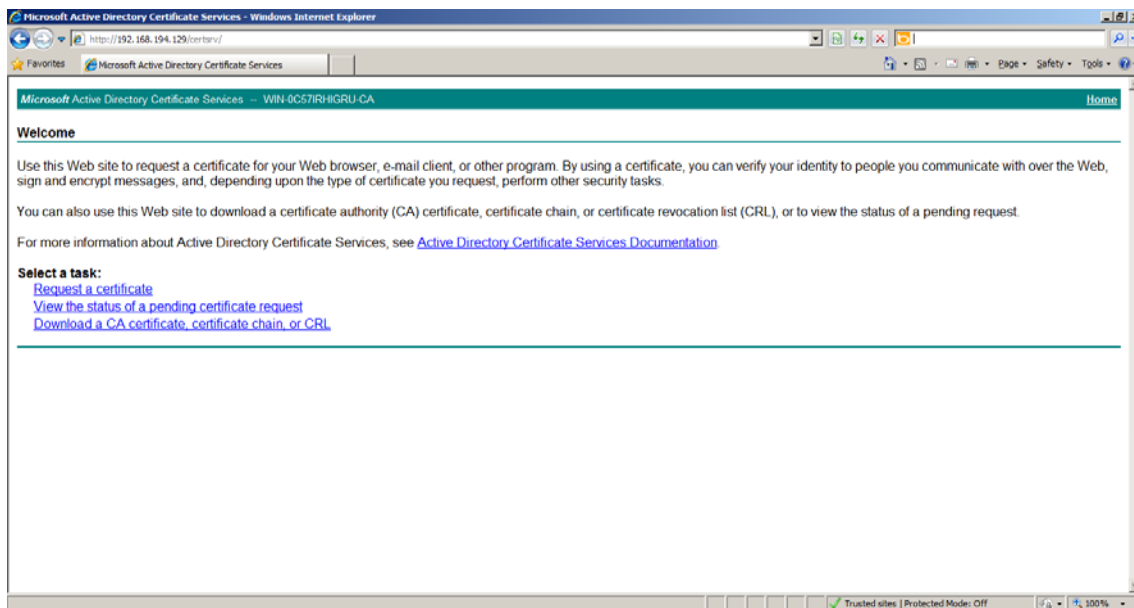 Microsoft Active Directory Certificate Services - Windows Internet Explorer
http://192.168.194.129/certsrv/
Favorites Microsoft Active Directory Certificate Services Page Safety Tools
Microsoft Active Directory Certificate Services -- WIN-0C57IRHIGRU-CA Home
Welcome
Use this Web site to request a certificate for your Web browser, e-mail client, or other program. By using a certificate, you can verify your identity to people you communicate with over the Web,
sign and encrypt messages, and, depending upon the type of certificate you request, perform other security tasks.
You can also use this Web site to download a certificate authority (CA) certificate, certificate chain, or certificate revocation list (CRL), or to view the status of a pending request.
For more information about Active Directory Certificate Services, see Active Directory Certificate Services Documentation.
Select a task:
Request a certificate
View the status of a pending certificate request
Download a CA certificate, certificate chain, or CRL
Trusted sites | Protected Mode: Off 100%